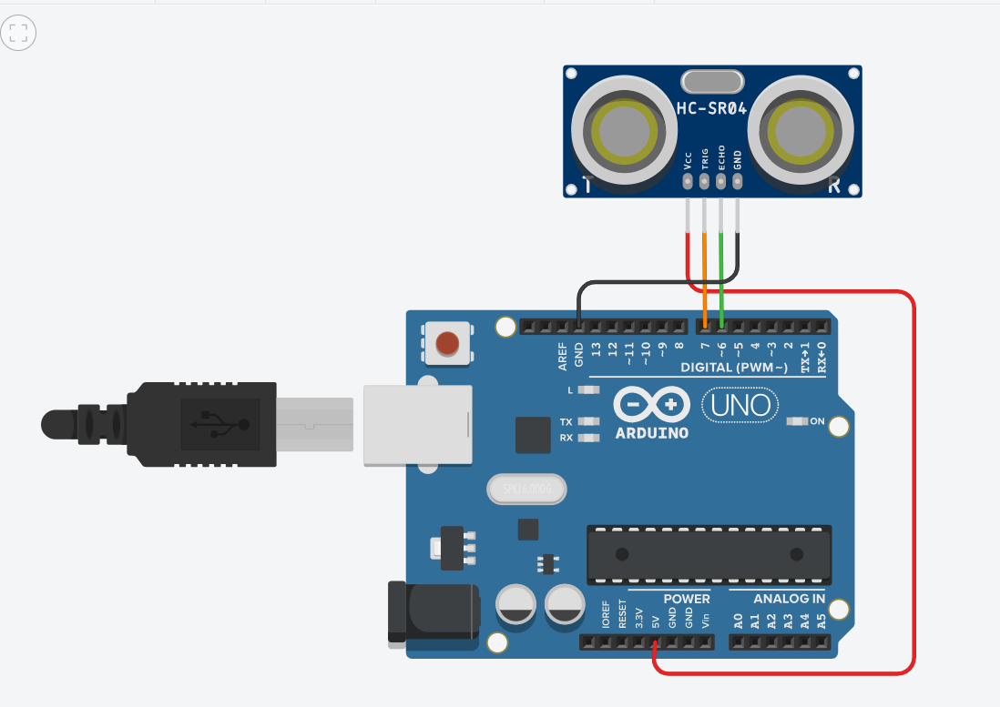 HC-SR04
Vcc
TRIG
ECHO
GND
T
R
AREF
GND
13
12
~11
~10
~9
8
7
~6
~5
4
~3
2
TX→1
RX←0
DIGITAL (PWM~)
L
TX
RX
ARDUINO
UNO
ON
SPK16.000G
IOREF
RESET
3.3V
5V
GND
GND
Vin
POWER
ANALOG IN
A0
A1
A2
A3
A4
A5